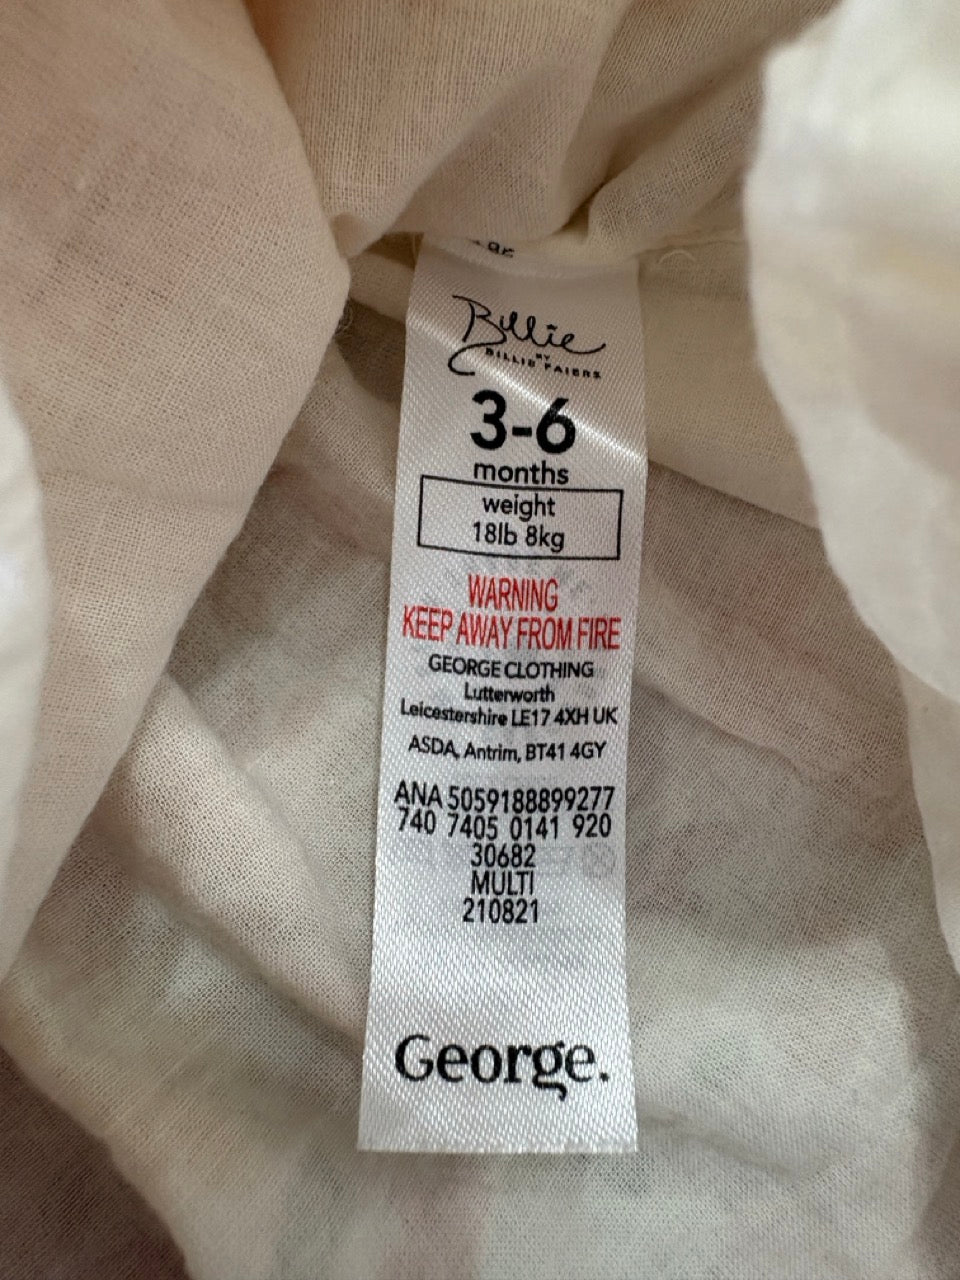 Billie
BY
BILLIE FAIERS
3-6
months
weight
18lb 8kg
WARNING
KEEP AWAY FROM FIRE
GEORGE CLOTHING
Lutterworth
Leicestershire LE17 4XH UK
ASDA, Antrim, BT41 4GY
ANA 5059188899277
740 7405 0141 920
30682
MULTI
210821
George.